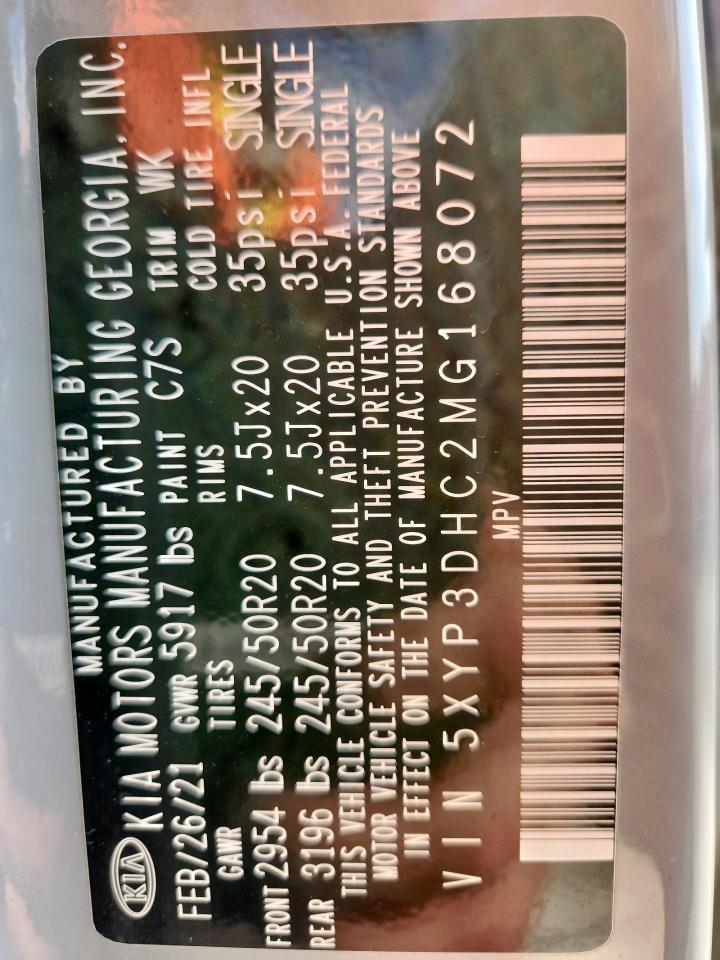 MANUFACTURED BY
KIA KIA MOTORS MANUFACTURING GEORGIA, INC.
FEB/26/21 GVWR 5917 lbs PAINT C7S TRIM WK
GAWR TIRES RIMS COLD TIRE INFL
FRONT 2954 lbs 245/50R20 7.5Jx20 35psi SINGLE
REAR 3196 lbs 245/50R20 7.5Jx20 35psi SINGLE
THIS VEHICLE CONFORMS TO ALL APPLICABLE U.S.A. FEDERAL
MOTOR VEHICLE SAFETY AND THEFT PREVENTION STANDARDS
IN EFFECT ON THE DATE OF MANUFACTURE SHOWN ABOVE
VIN 5XYP3DHC2MG168072
MPV